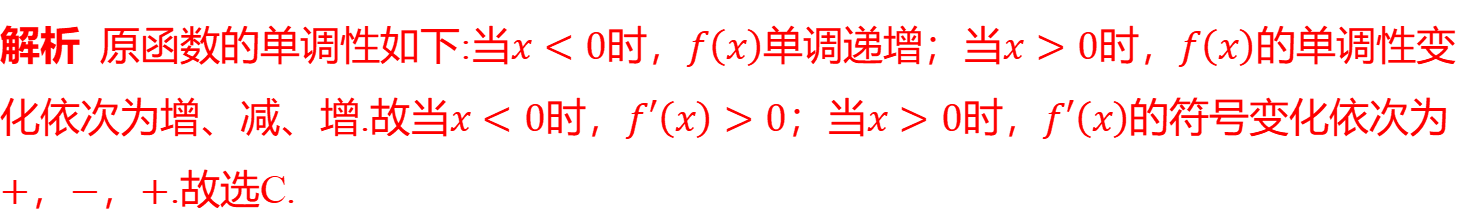 解析 原函数的单调性如下:当𝑥 < 0时，𝑓(𝑥)单调递增；当𝑥 > 0时，𝑓(𝑥)的单调性变
化依次为增、减、增.故当𝑥 < 0时，𝑓′(𝑥) > 0；当𝑥 > 0时，𝑓′(𝑥)的符号变化依次为
+，−，+.故选C.